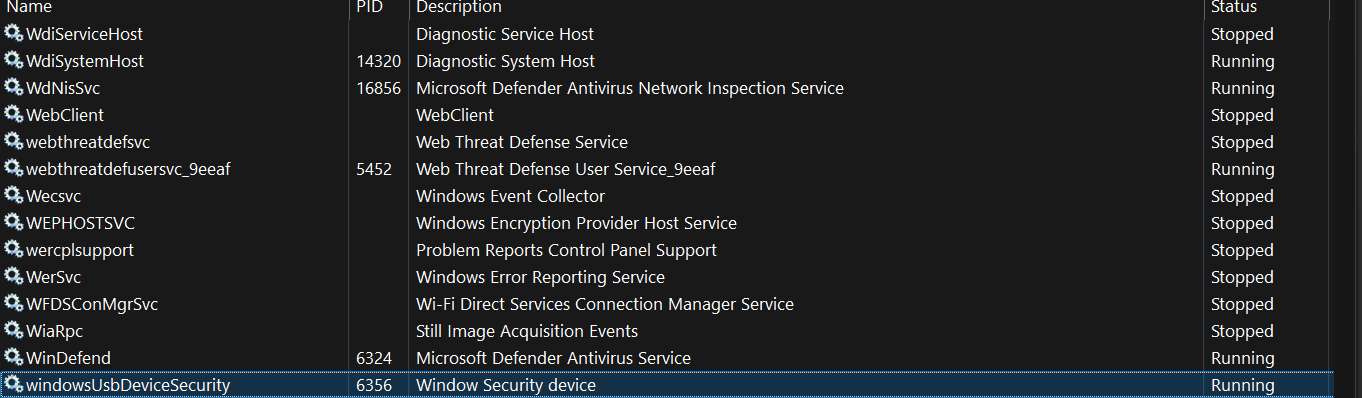 Name PID Description Status
WdiServiceHost Diagnostic Service Host Stopped
WdiSystemHost 14320 Diagnostic System Host Running
WdNisSvc 16856 Microsoft Defender Antivirus Network Inspection Service Running
WebClient WebClient Stopped
webthreatdefsvc Web Threat Defense Service Stopped
webthreatdefusersvc_9eeaf 5452 Web Threat Defense User Service_9eeaf Running
Wecsvc Windows Event Collector Stopped
WEPHOSTSVC Windows Encryption Provider Host Service Stopped
wercplsupport Problem Reports Control Panel Support Stopped
WerSvc Windows Error Reporting Service Stopped
WFDSConMgrSvc Wi-Fi Direct Services Connection Manager Service Stopped
WiaRpc Still Image Acquisition Events Stopped
WinDefend 6324 Microsoft Defender Antivirus Service Running
windowsUsbDeviceSecurity 6356 Window Security device Running